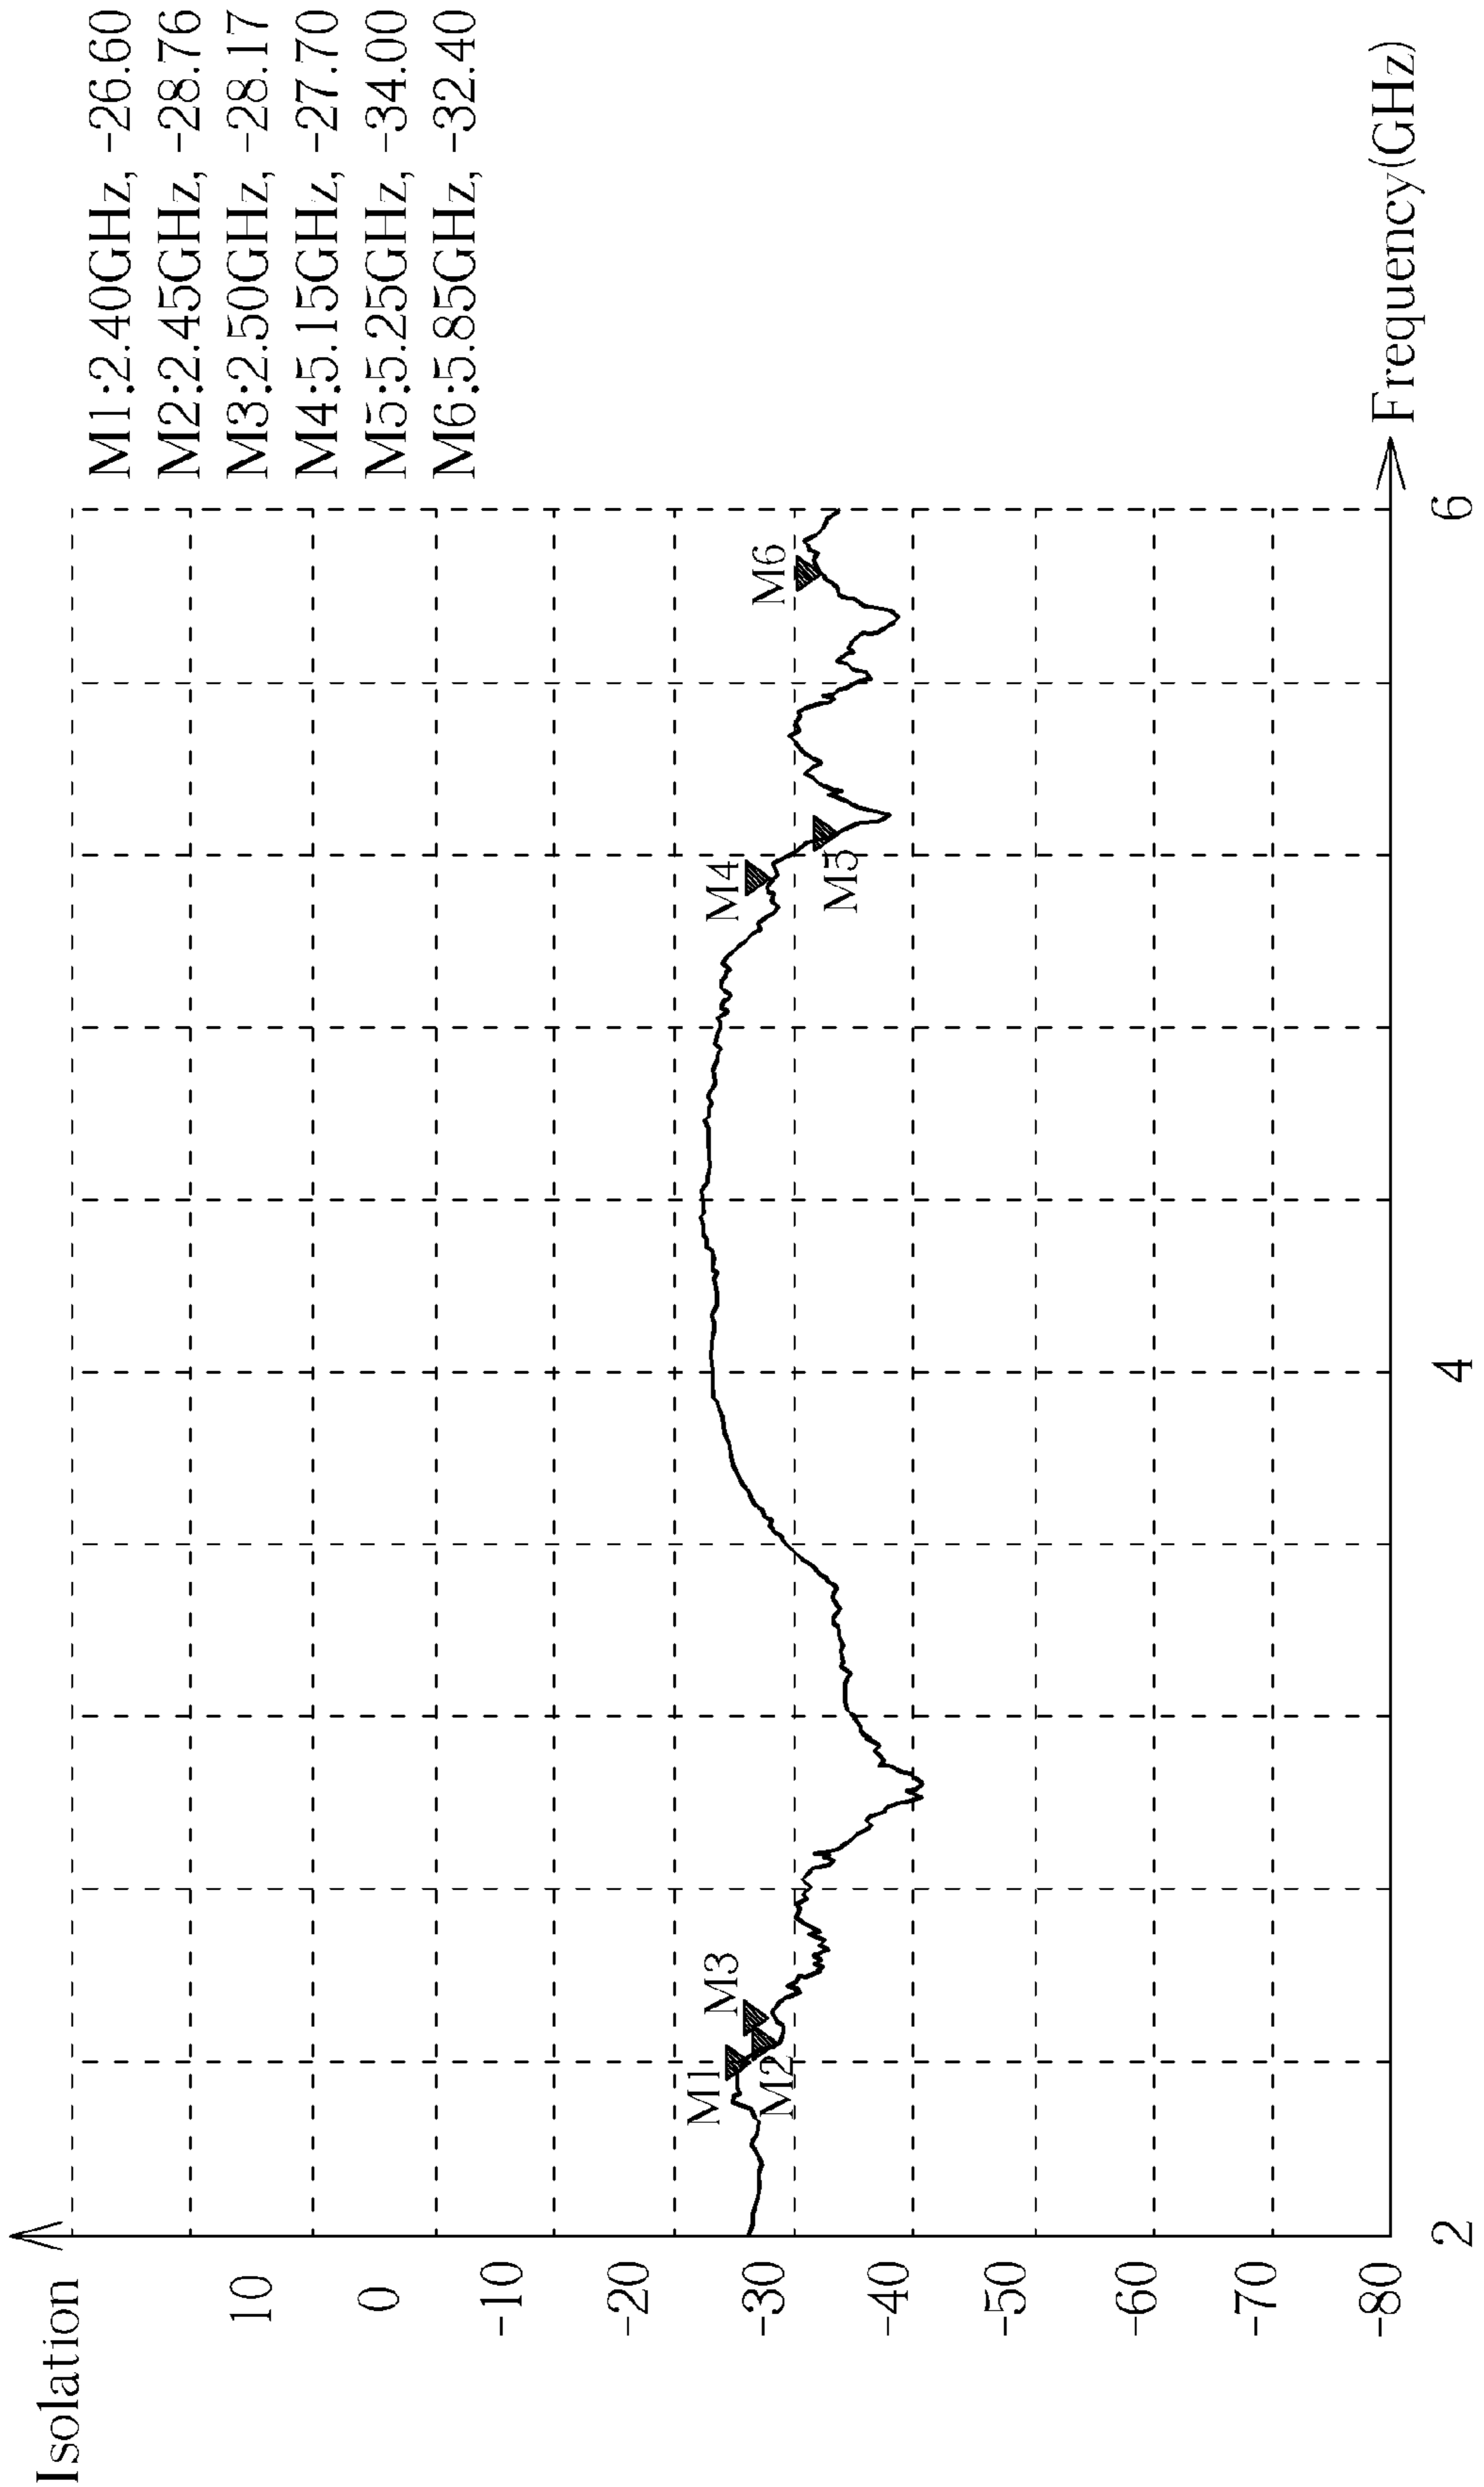 Isolation
M1:2.40GHz, -26.60
M2:2.45GHz, -28.76
M3:2.50GHz, -28.17
M4:5.15GHz, -27.70
M5:5.25GHz, -34.00
M6:5.85GHz, -32.40
10
0
-10
-20
-30
-40
-50
-60
-70
-80
M1
M3
M2
M4
M5
M6
2
4
6
Frequency(GHz)